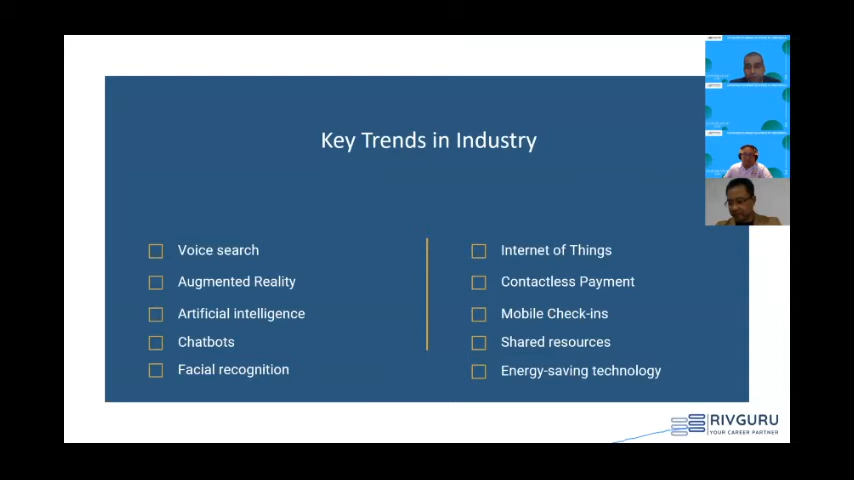 Key Trends in Industry
Voice search
Augmented Reality
Artificial intelligence
Chatbots
Facial recognition
Internet of Things
Contactless Payment
Mobile Check-ins
Shared resources
Energy-saving technology
RIVGURU
YOUR CAREER PARTNER